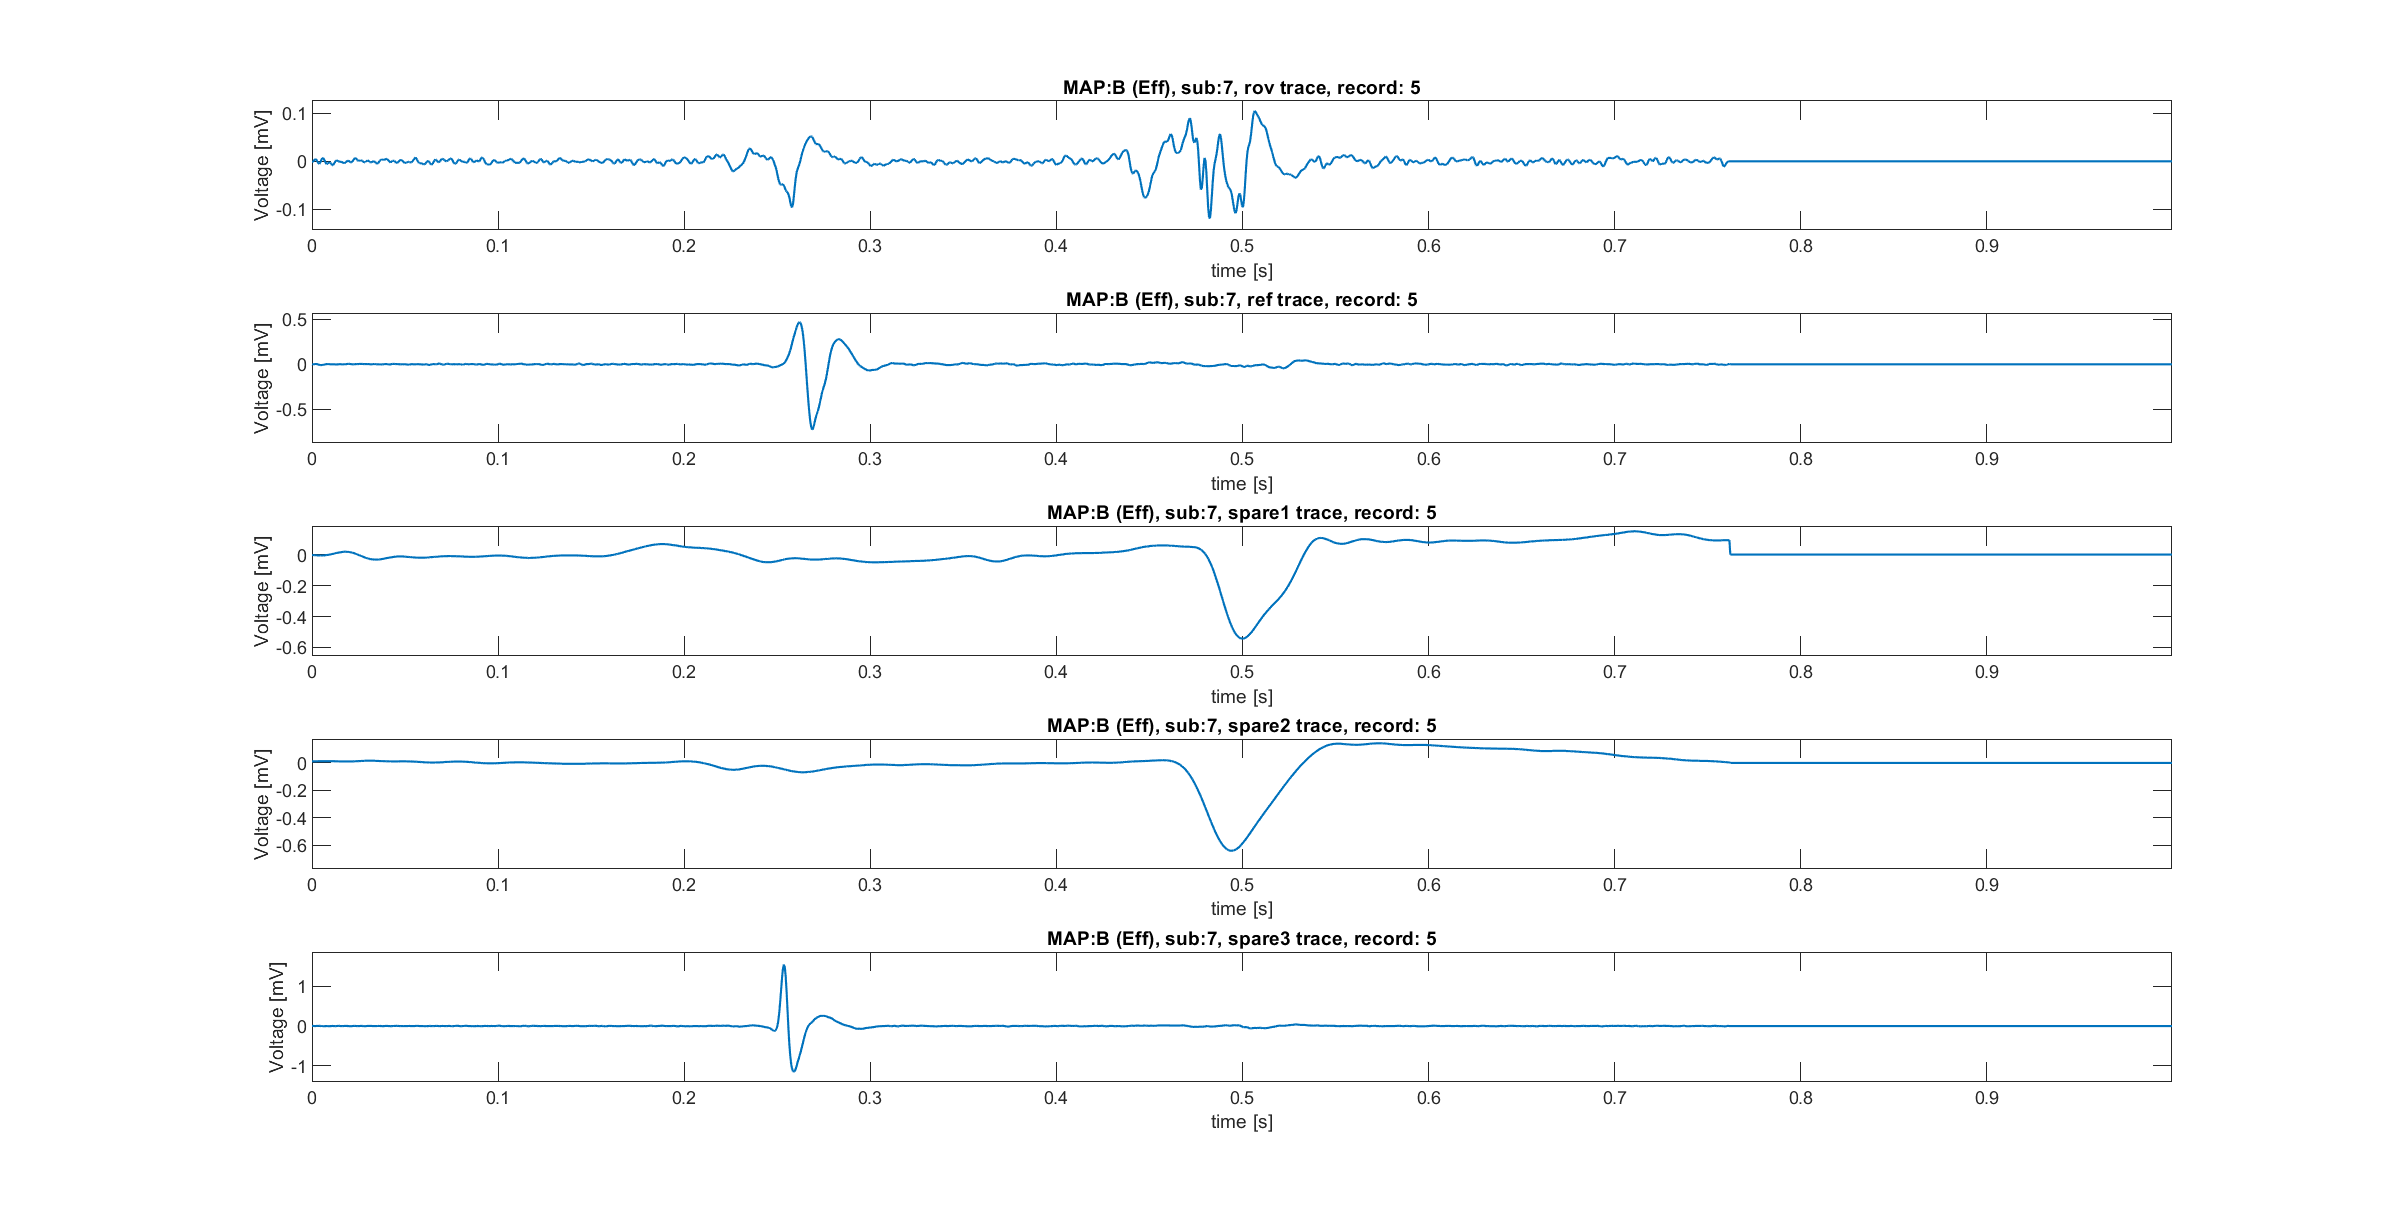 MAP:B (Eff), sub:7, rov trace, record: 5
Voltage [mV]
0.1
0
-0.1
0 0.1 0.2 0.3 0.4 0.5 0.6 0.7 0.8 0.9
time [s]
MAP:B (Eff), sub:7, ref trace, record: 5
Voltage [mV]
0.5
0
-0.5
0 0.1 0.2 0.3 0.4 0.5 0.6 0.7 0.8 0.9
time [s]
MAP:B (Eff), sub:7, spare1 trace, record: 5
Voltage [mV]
0
-0.2
-0.4
-0.6
0 0.1 0.2 0.3 0.4 0.5 0.6 0.7 0.8 0.9
time [s]
MAP:B (Eff), sub:7, spare2 trace, record: 5
Voltage [mV]
0
-0.2
-0.4
-0.6
0 0.1 0.2 0.3 0.4 0.5 0.6 0.7 0.8 0.9
time [s]
MAP:B (Eff), sub:7, spare3 trace, record: 5
Voltage [mV]
1
0
-1
0 0.1 0.2 0.3 0.4 0.5 0.6 0.7 0.8 0.9
time [s]